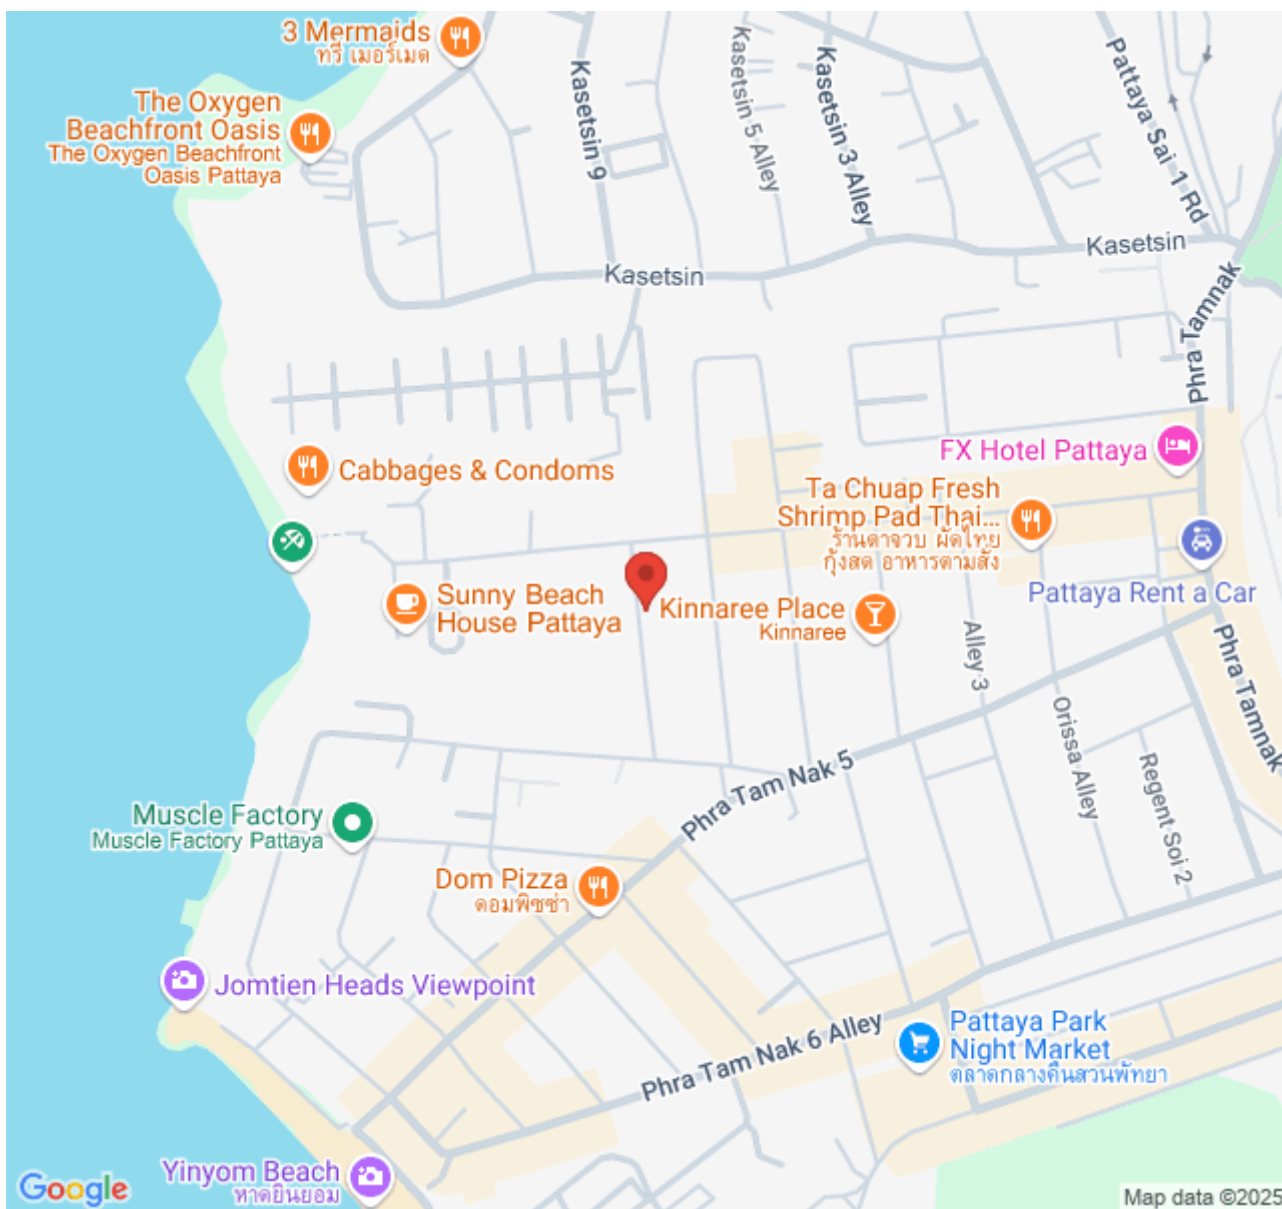 3 Mermaids
ทรี เมอร์เมด
The Oxygen
Beachfront Oasis
The Oxygen Beachfront
Oasis Pattaya
Kasetsin 9
Kasetsin 5 Alley
Kasetsin 3 Alley
Pattaya Sai 1 Rd
Kasetsin
Kasetsin
Phra Tamnak
FX Hotel Pattaya
Cabbages & Condoms
Ta Chuap Fresh
Shrimp Pad Thai...
ร้านตาจวบ ผัดไทย
กุ้งสด อาหารตามสั่ง
Pattaya Rent a Car
Sunny Beach
House Pattaya
Kinnaree Place
Kinnaree
Alley 3
Phra Tamnak
Orissa Alley
Regent Soi 2
Phra Tam Nak 5
Muscle Factory
Muscle Factory Pattaya
Dom Pizza
ดอมพิซซ่า
Jomtien Heads Viewpoint
Phra Tam Nak 6 Alley
Pattaya Park
Night Market
ตลาดกลางคืนสวนพัทยา
Yinyom Beach
หาดยินยอม
Google
Map data ©2025